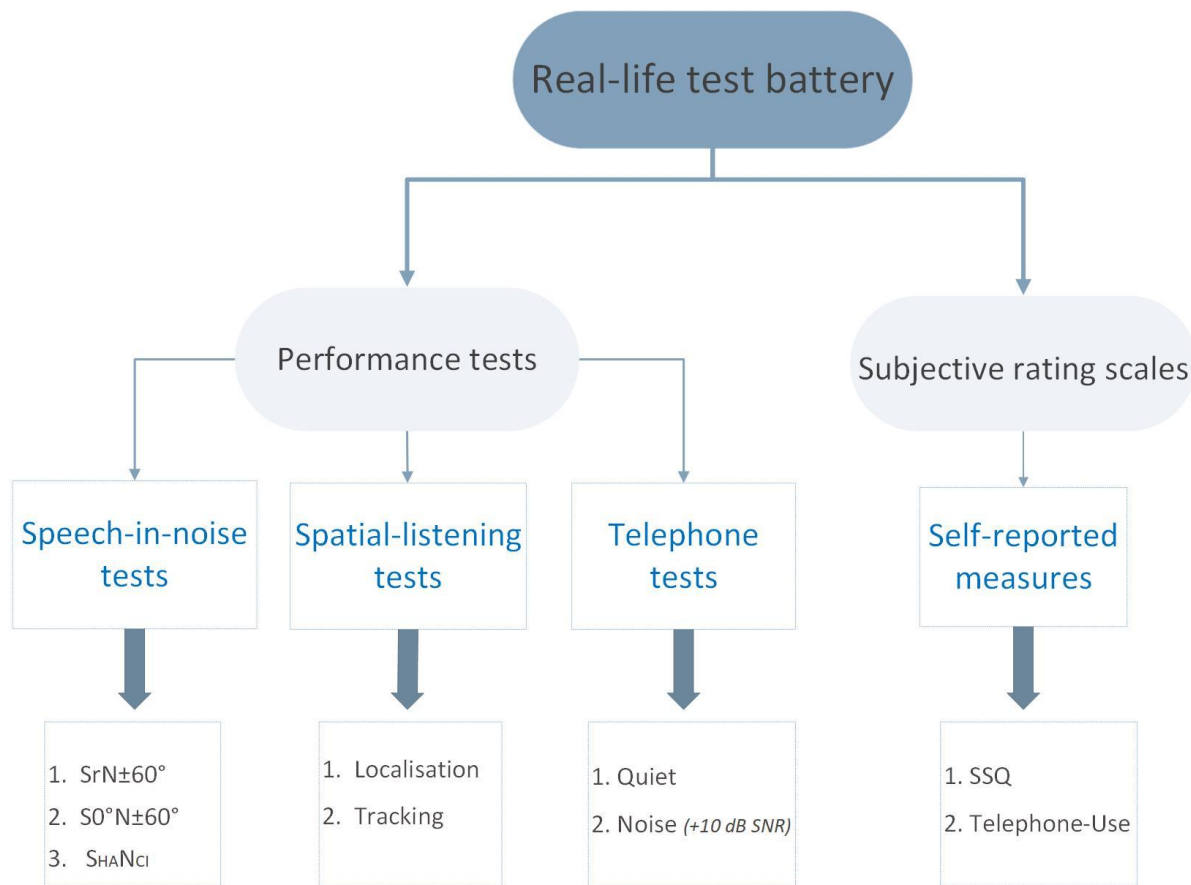 Real-life test battery
Performance tests
Subjective rating scales
Speech-in-noise
tests
Spatial-listening
tests
Telephone
tests
Self-reported
measures
1. SrN±60°
2. S0°N±60°
3. SHANCI
1. Localisation
2. Tracking
1. Quiet
2. Noise (+10 dB SNR)
1. SSQ
2. Telephone-Use